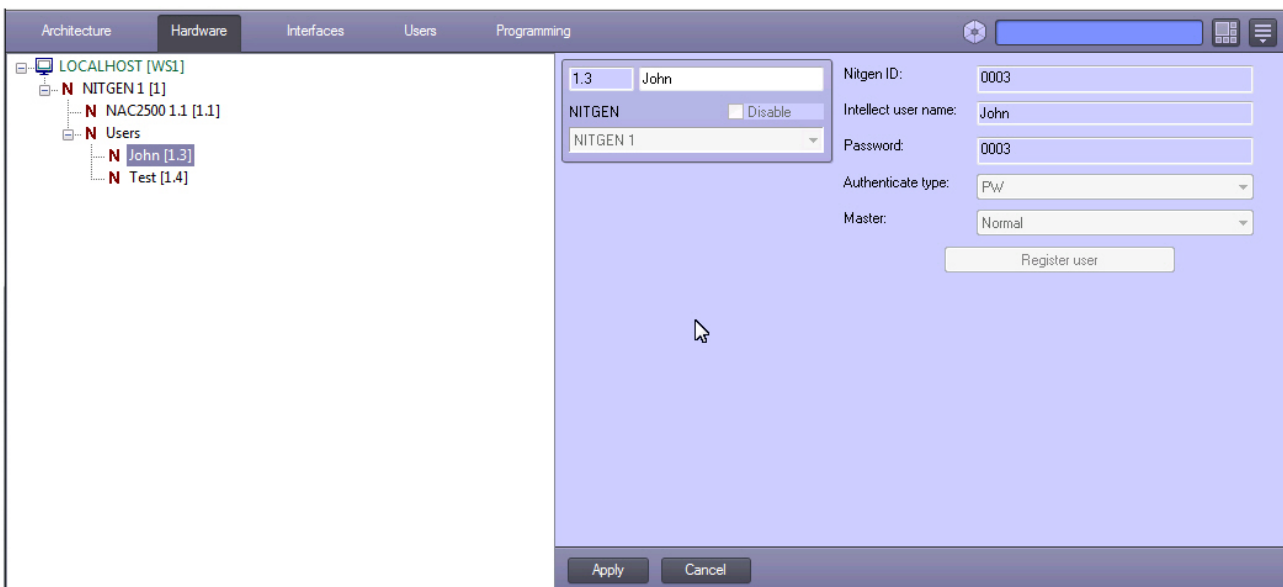 Architecture Hardware Interfaces Users Programming
LOCALHOST [WS1]
N NITGEN 1 [1]
N NAC2500 1.1 [1.1]
N Users
N John [1.3]
N Test [1.4]
1.3 John
NITGEN Disable
NITGEN 1
Nitgen ID: 0003
Intellect user name: John
Password: 0003
Authenticate type: PW
Master: Normal
Register user
Apply Cancel